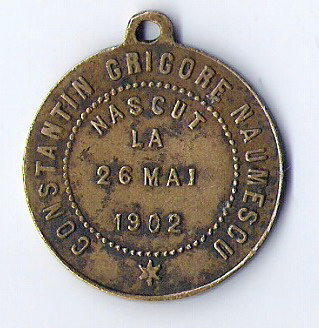 CONSTANTIN GRIGORE NAUMESCU
NASCUT
LA
26 MAI
1902